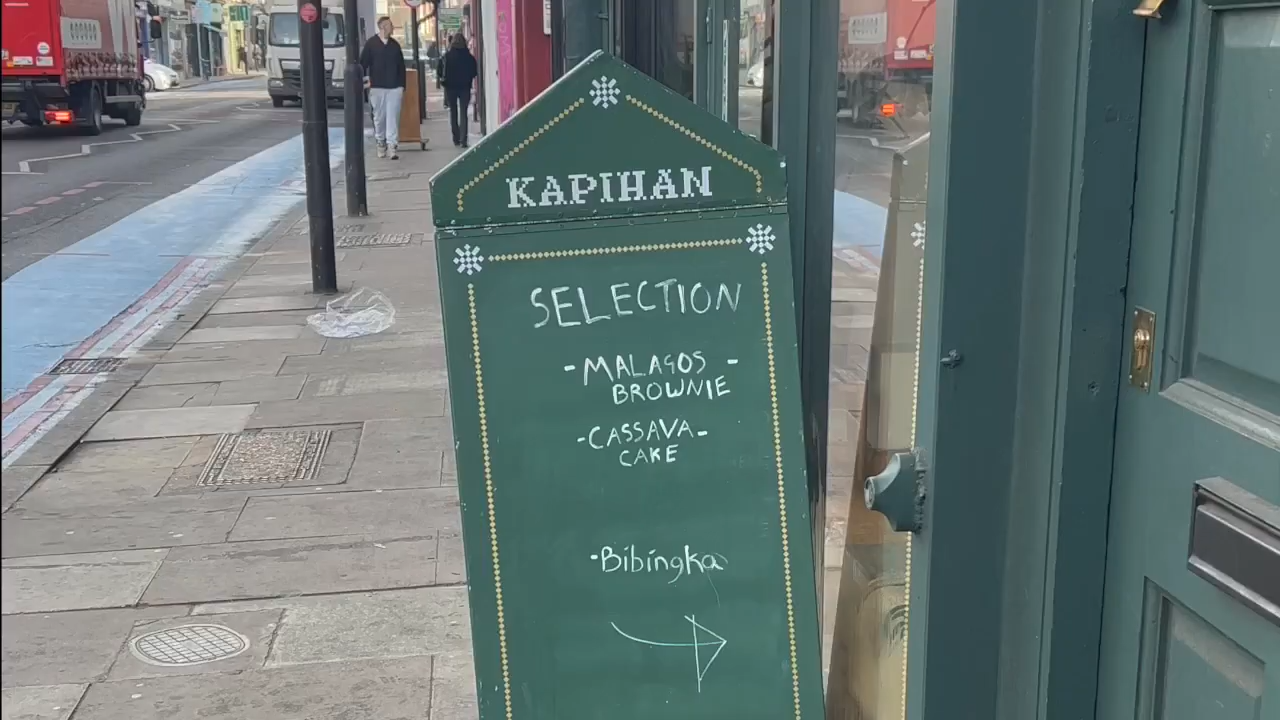 KAPIHAN
SELECTION
- MALAGOS -
BROWNIE
- CASSAVA -
CAKE
- Bibingka